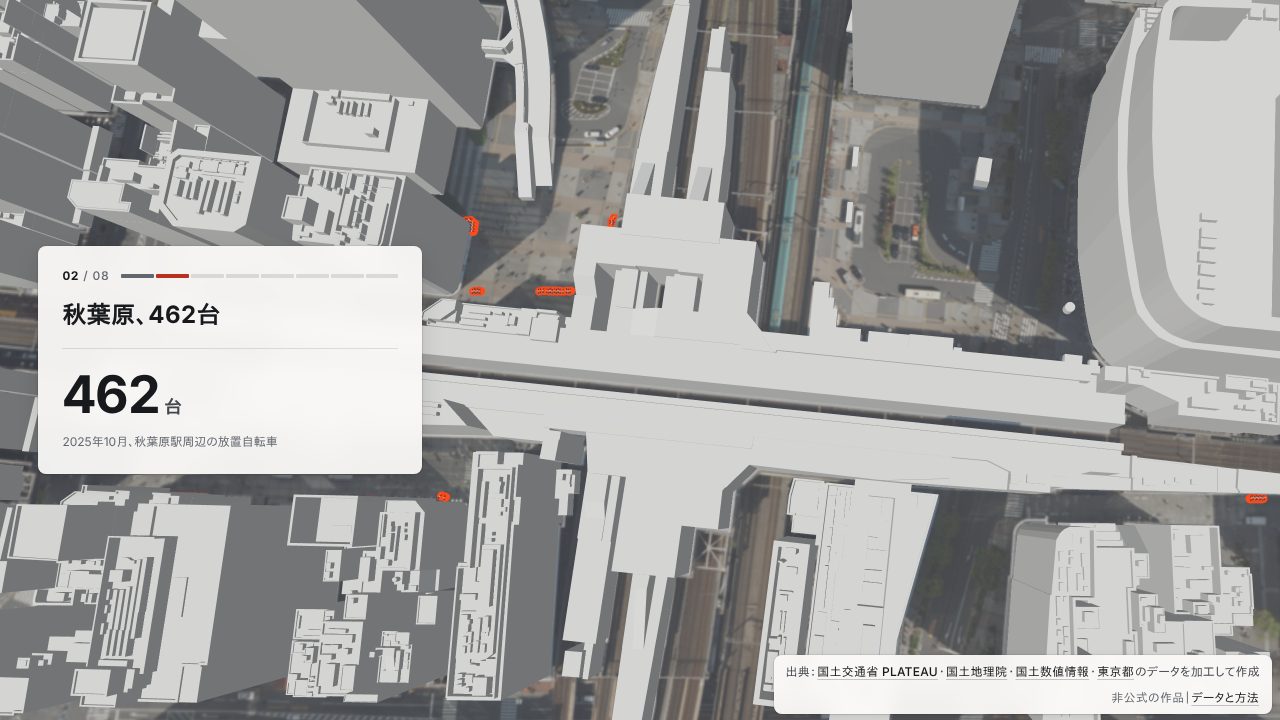 02 / 08
秋葉原、462台
462台
2025年10月、秋葉原駅周辺の放置自転車
出典: 国土交通省 PLATEAU · 国土地理院 · 国土数値情報 · 東京都のデータを加工して作成
非公式の作品 | データと方法